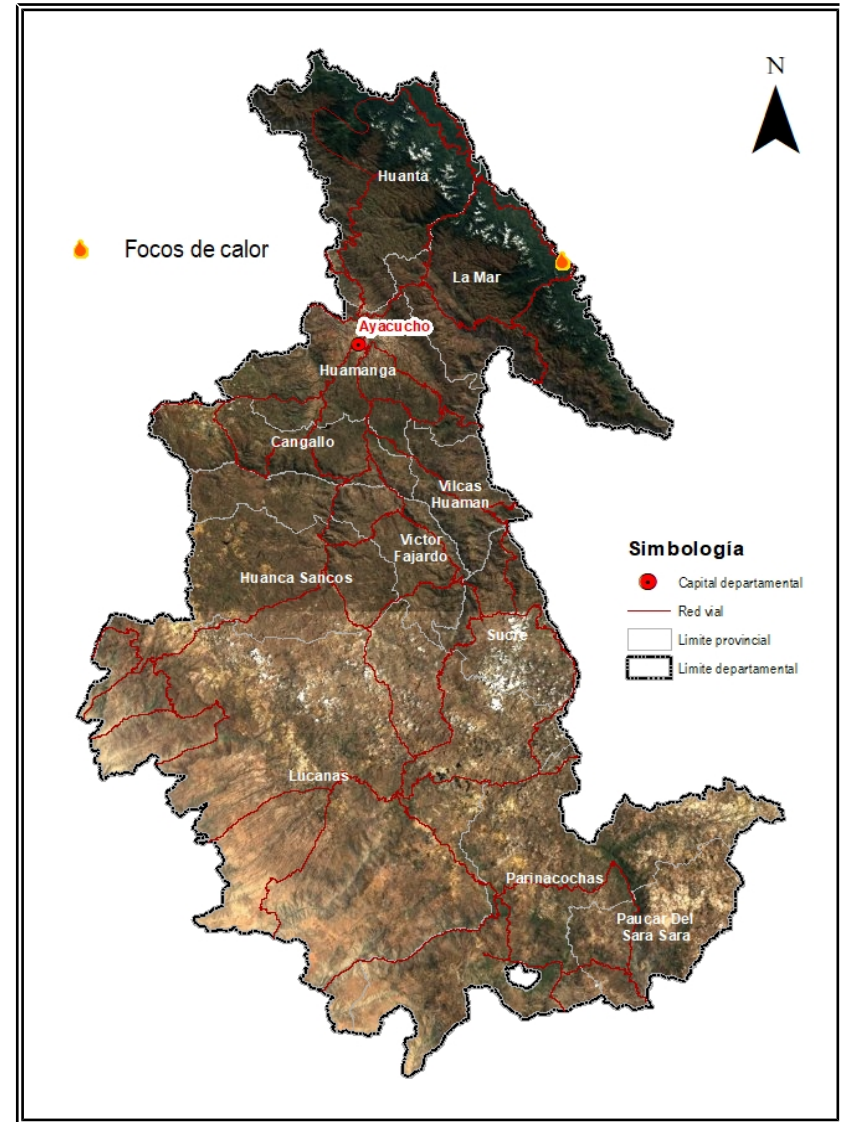 N
Huanta
Focos de calor
La Mar
Ayacucho
Huamanga
Cangallo
Vilcas
Huaman
Victor
Fajardo
Huanca Sancos
Sucre
Simbología
Capital departamental
Red vial
Limite provincial
Limite departamental
Lucanas
Parinacochas
Paucar Del
Sara Sara